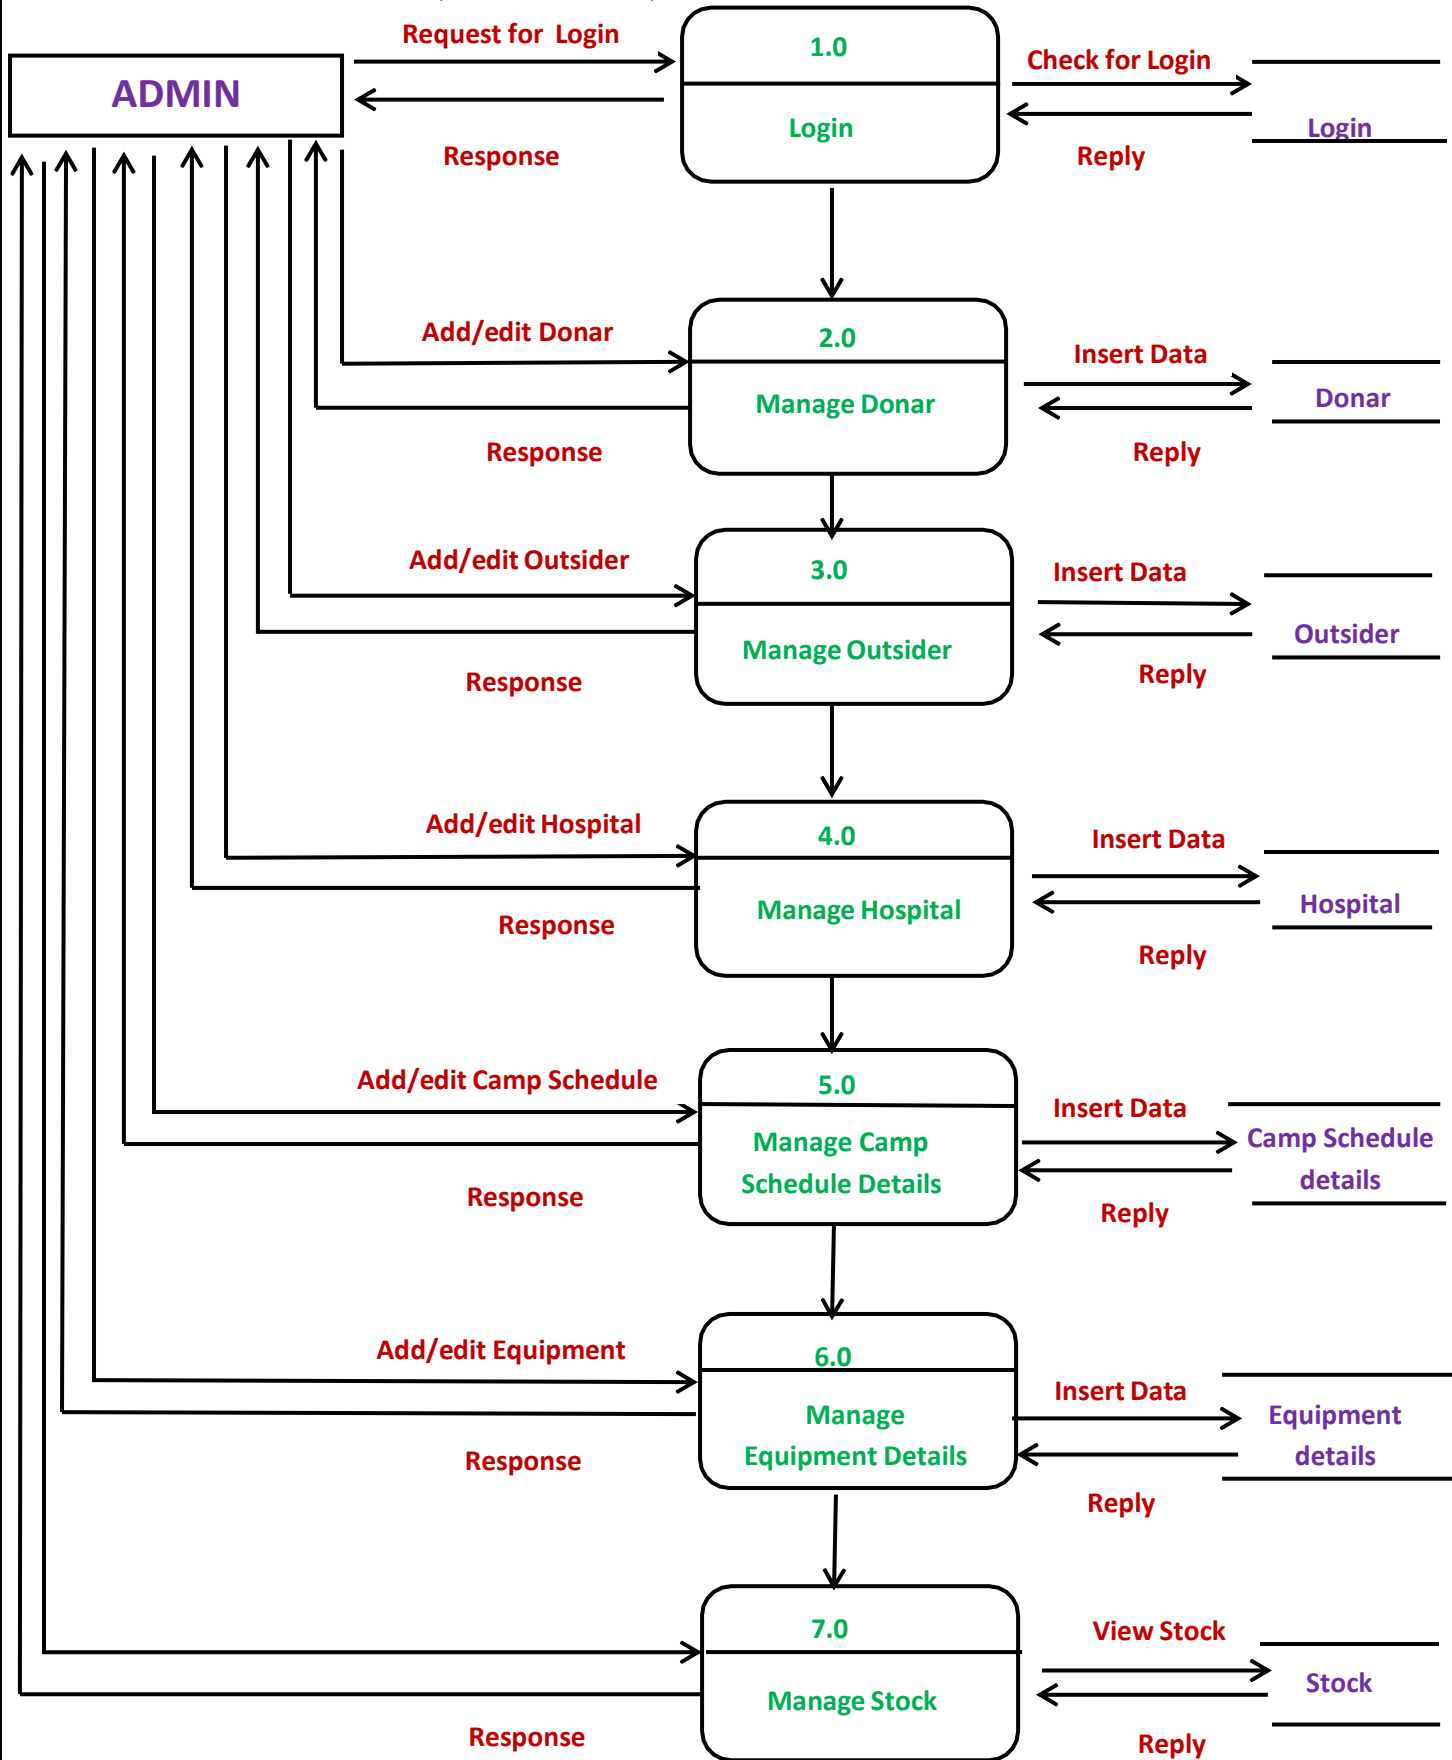 Request for Login
1.0
Check for Login
ADMIN
Login
Login
Response
Reply
Add/edit Donar
2.0
Insert Data
Manage Donar
Donar
Response
Reply
Add/edit Outsider
3.0
Insert Data
Manage Outsider
Outsider
Response
Reply
Add/edit Hospital
4.0
Insert Data
Manage Hospital
Hospital
Response
Reply
Add/edit Camp Schedule
5.0
Insert Data
Manage Camp
Schedule Details
Camp Schedule
details
Response
Reply
Add/edit Equipment
6.0
Insert Data
Manage
Equipment Details
Equipment
details
Response
Reply
7.0
View Stock
Manage Stock
Stock
Response
Reply